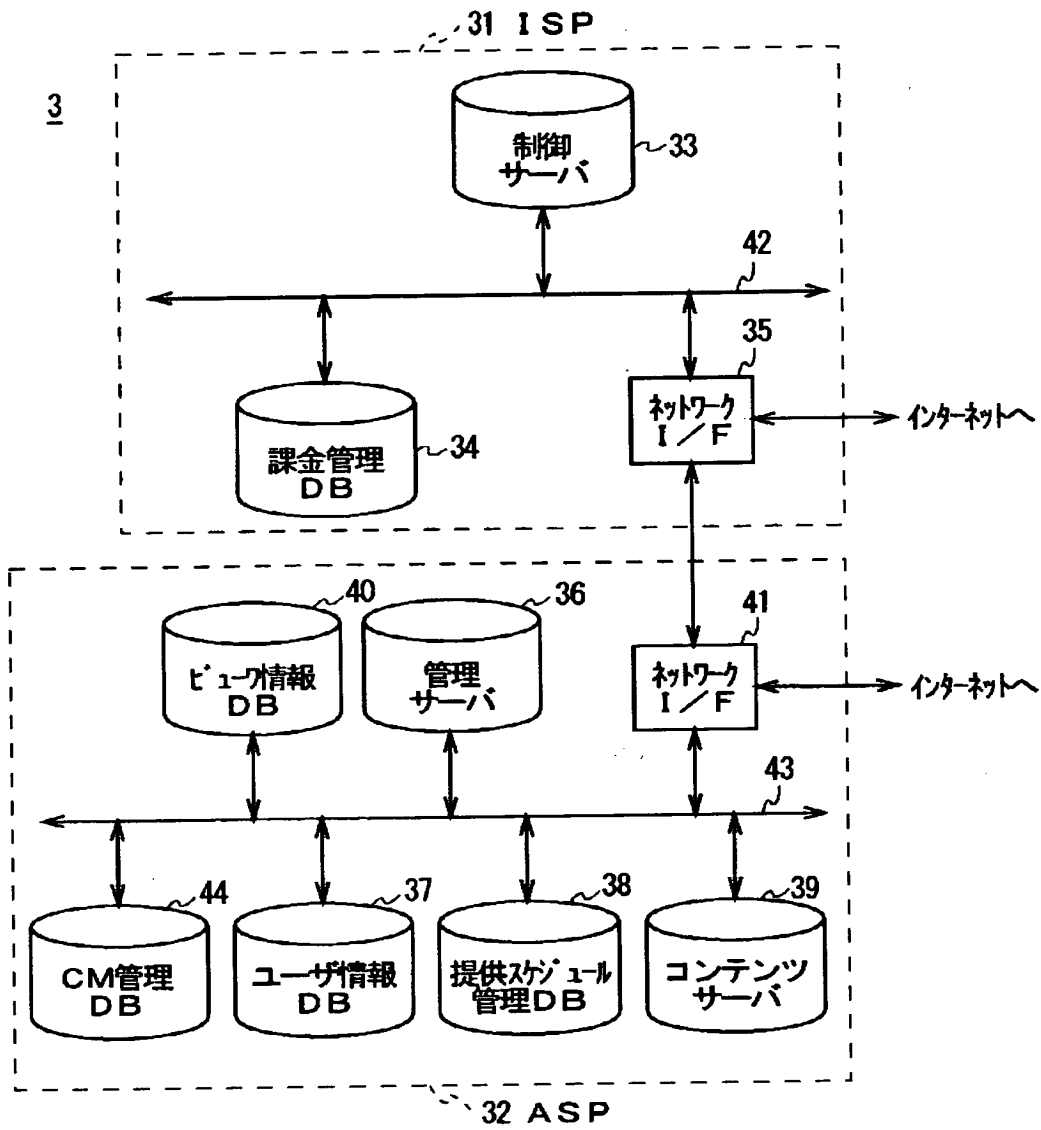 31 ISP
3
制御
サーバ
33
42
35
ネットワーク
I/F
インターネットへ
課金管理
DB
34
40
36
41
ビューワ情報
DB
管理
サーバ
ネットワーク
I/F
インターネットへ
43
44
37
38
39
CM管理
DB
ユーザ情報
DB
提供スケジュール
管理DB
コンテンツ
サーバ
32 ASP